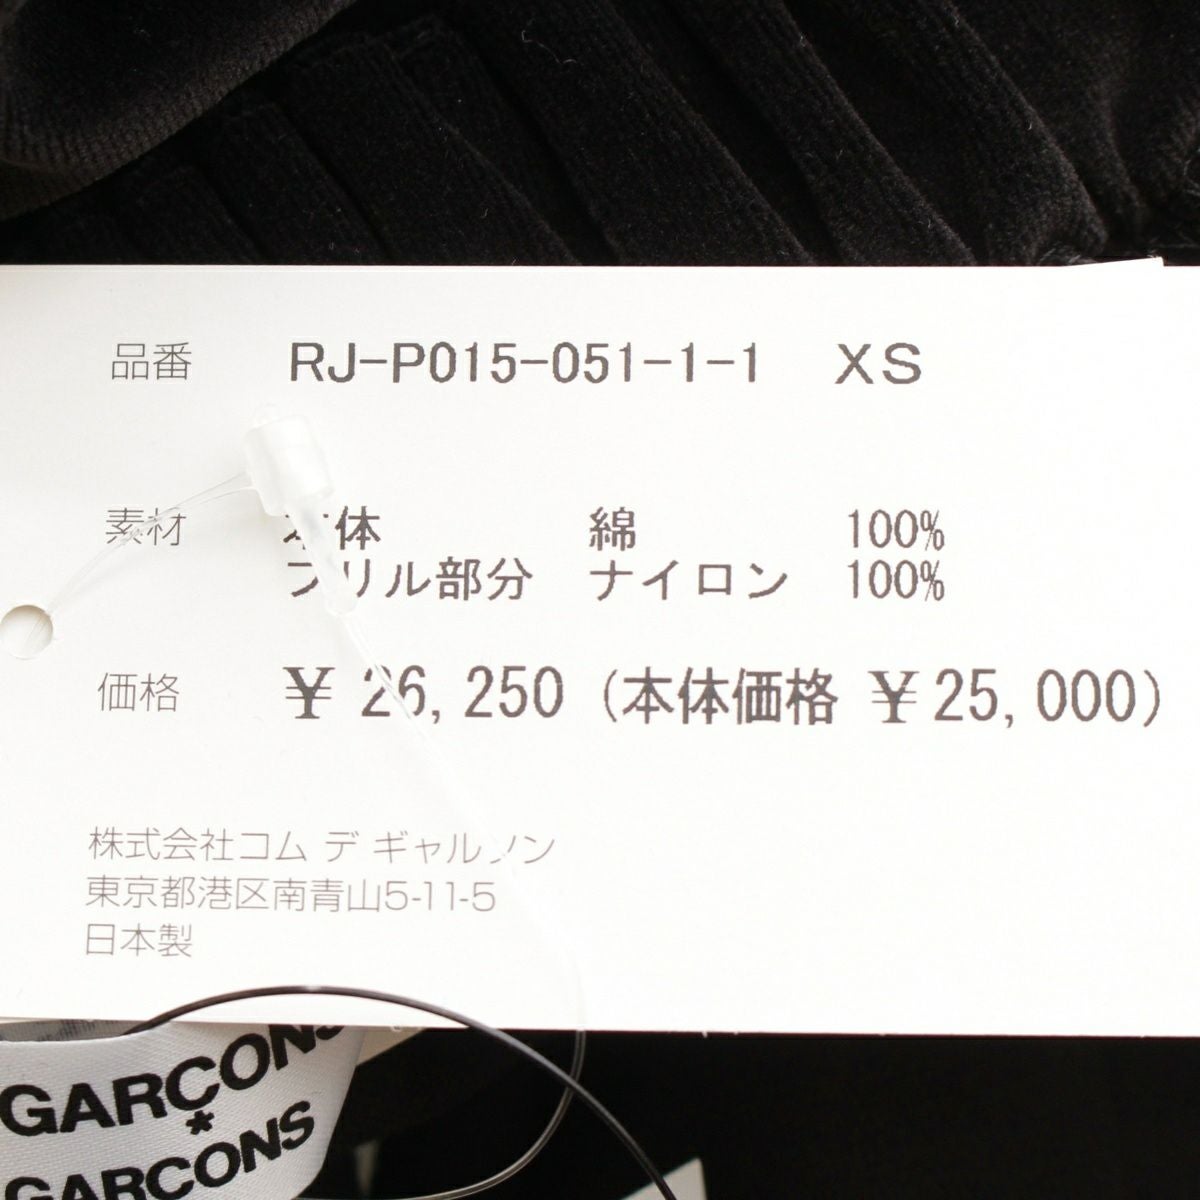 品番 RJ-P015-051-1-1 XS
素材 本体 綿 100%
フリル部分 ナイロン 100%
価格 ¥ 26,250 (本体価格 ¥25,000)
株式会社コム デ ギャルソン
東京都港区南青山5-11-5
日本製
GARÇONS
*
GARCONS